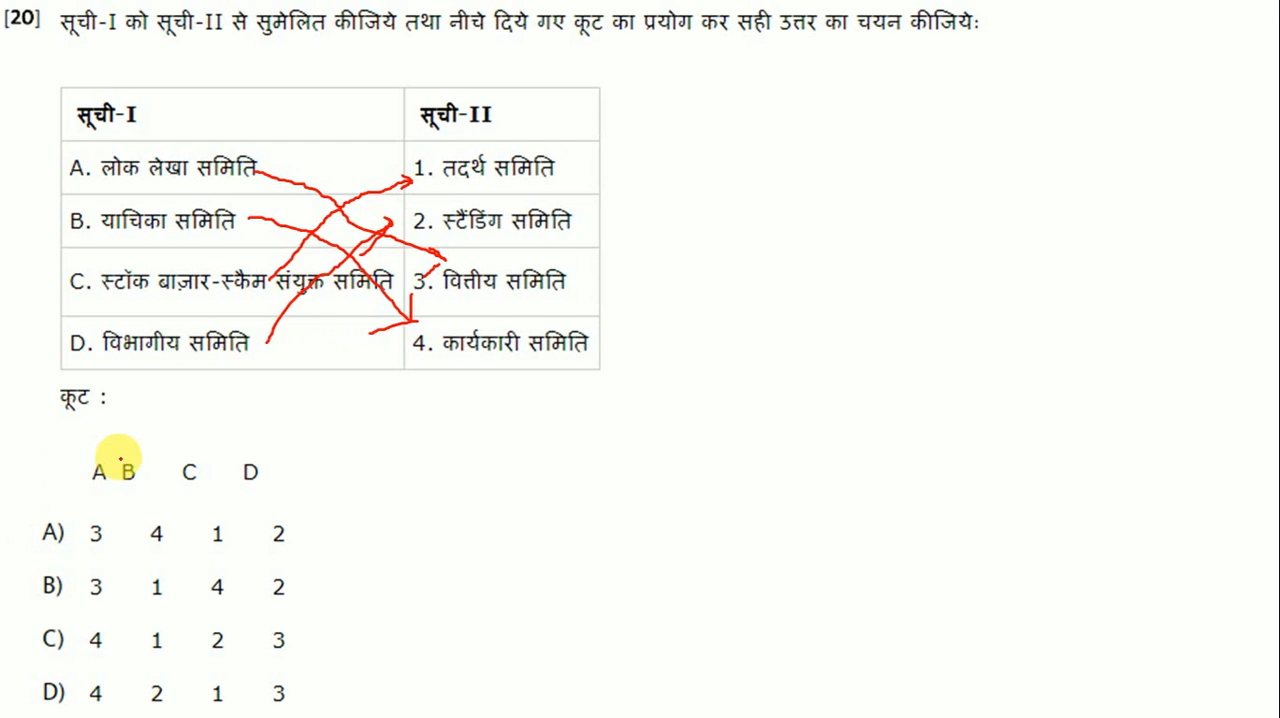 [20] सूची-I को सूची-II से सुमेलित कीजिये तथा नीचे दिये गए कूट का प्रयोग कर सही उत्तर का चयन कीजिये:
सूची-I सूची-II
A. लोक लेखा समिति 1. तदर्थ समिति
B. याचिका समिति 2. स्टैंडिंग समिति
C. स्टॉक बाज़ार-स्कैम संयुक्त समिति 3. वित्तीय समिति
D. विभागीय समिति 4. कार्यकारी समिति
कूट :
A B C D
A) 3 4 1 2
B) 3 1 4 2
C) 4 1 2 3
D) 4 2 1 3